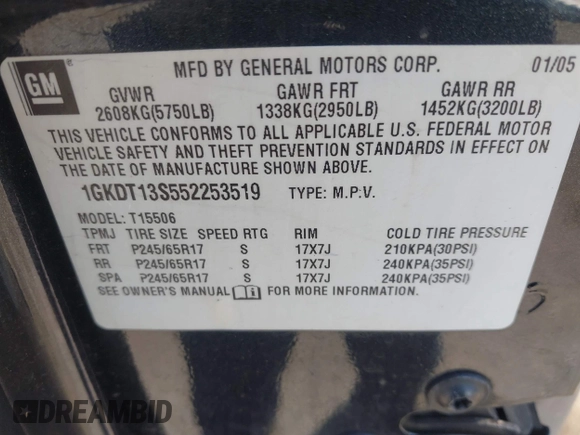 GM ®
MFD BY GENERAL MOTORS CORP. 01/05
GVWR GAWR FRT GAWR RR
2608KG(5750LB) 1338KG(2950LB) 1452KG(3200LB)
THIS VEHICLE CONFORMS TO ALL APPLICABLE U.S. FEDERAL MOTOR
VEHICLE SAFETY AND THEFT PREVENTION STANDARDS IN EFFECT ON
THE DATE OF MANUFACTURE SHOWN ABOVE.
1GKDT13S552253519 TYPE: M.P.V.
MODEL: T15506
TPMJ TIRE SIZE SPEED RTG RIM COLD TIRE PRESSURE
FRT P245/65R17 S 17X7J 210KPA(30PSI)
RR P245/65R17 S 17X7J 240KPA(35PSI)
SPA P245/65R17 S 17X7J 240KPA(35PSI)
SEE OWNER'S MANUAL FOR MORE INFORMATION.
DREAMBID